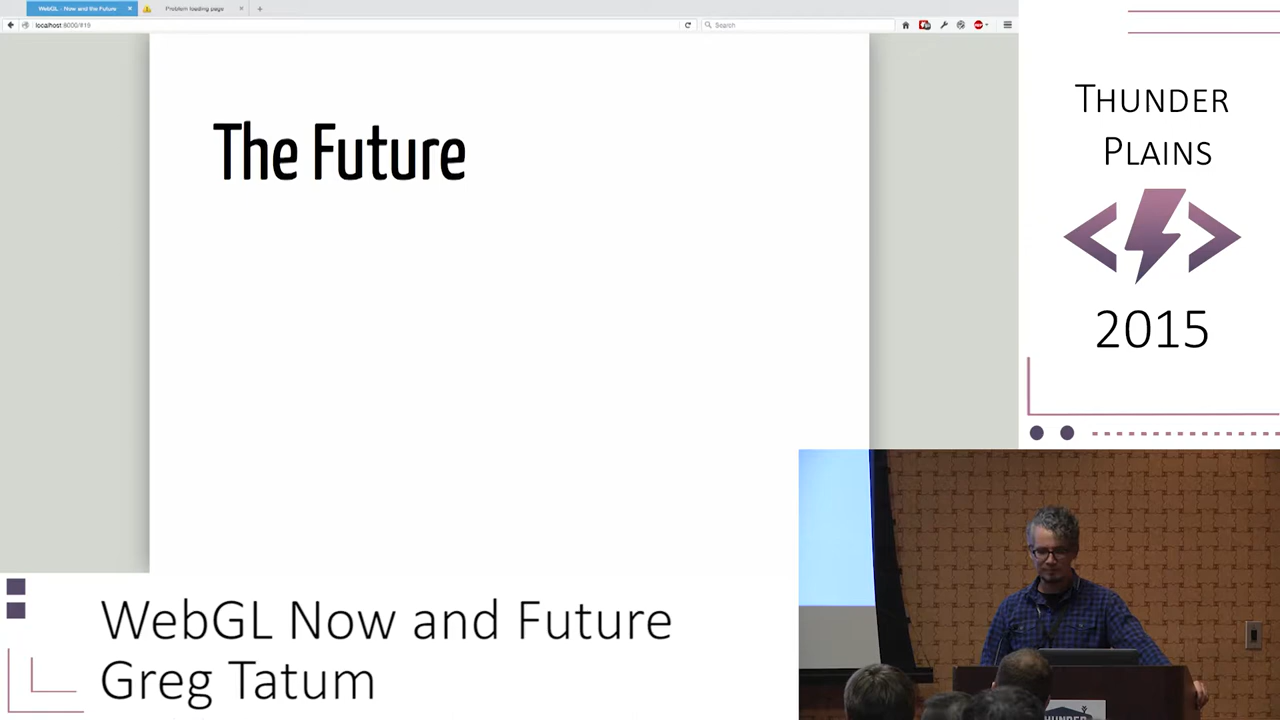 WebGL - Now and the Future
Problem loading page
localhost:8000/#19
Search
The Future
THUNDER
PLAINS
2015
WebGL Now and Future
Greg Tatum
THUNDER